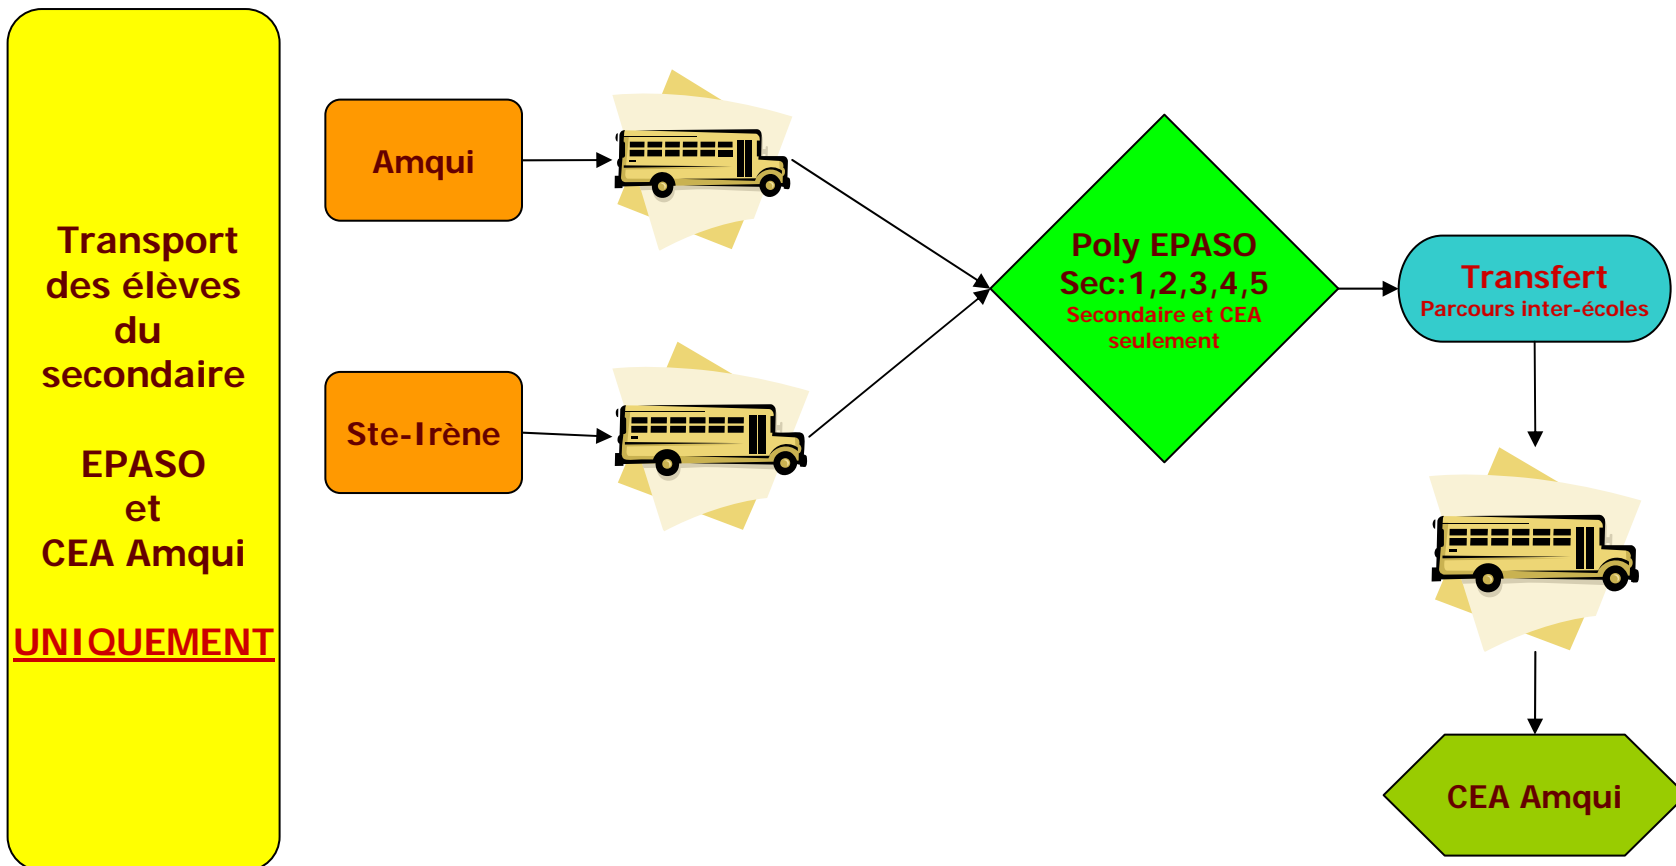 Transport
des élèves
du
secondaire
EPASO
et
CEA Amqui
UNIQUEMENT
Amqui
Ste-Irène
Poly EPASO
Sec:1,2,3,4,5
Secondaire et CEA
seulement
Transfert
Parcours inter-écoles
CEA Amqui